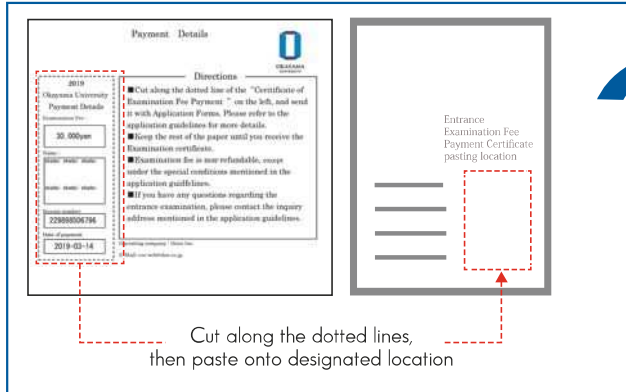 Payment Details
OKAYAMA
UNIVERSITY
2019
Okayama University
Payment Details
Examination Fee
30,000yen
Name
229898506796
Date of payment
2019-03-14
Directions
■Cut along the dotted line of the "Certificate of
Examination Fee Payment " on the left, and send
it with Application Forms. Please refer to the
application guidelines for more details.
■Keep the rest of the paper until you receive the
Examination certificate.
■Examination fee is non-refundable, except
under the special conditions mentioned in the
application guidfelines.
■If you have any questions regarding the
entrance examination, please contact the inquiry
address mentioned in the application guidelines.
Entrance
Examination Fee
Payment Certificate
pasting location
Cut along the dotted lines,
then paste onto designated location